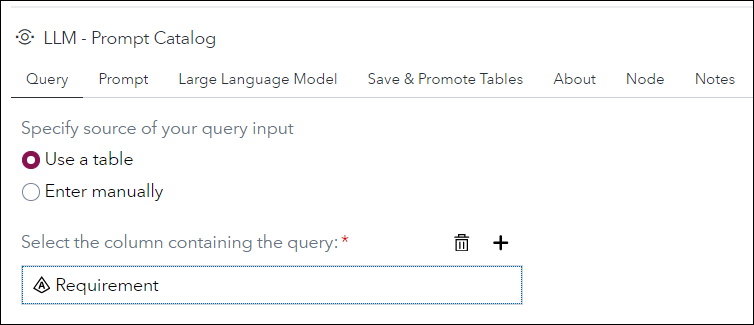 LLM - Prompt Catalog
Query Prompt Large Language Model Save & Promote Tables About Node Notes
Specify source of your query input
Use a table
Enter manually
Select the column containing the query: *
A Requirement